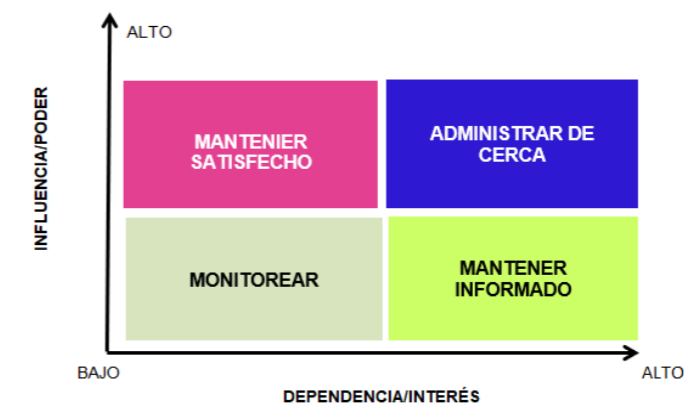 ALTO
INFLUENCIA/PODER
MANTENIER
SATISFECHO
ADMINISTRAR DE
CERCA
MONITOREAR
MANTENER
INFORMADO
BAJO
ALTO
DEPENDENCIA/INTERÉS